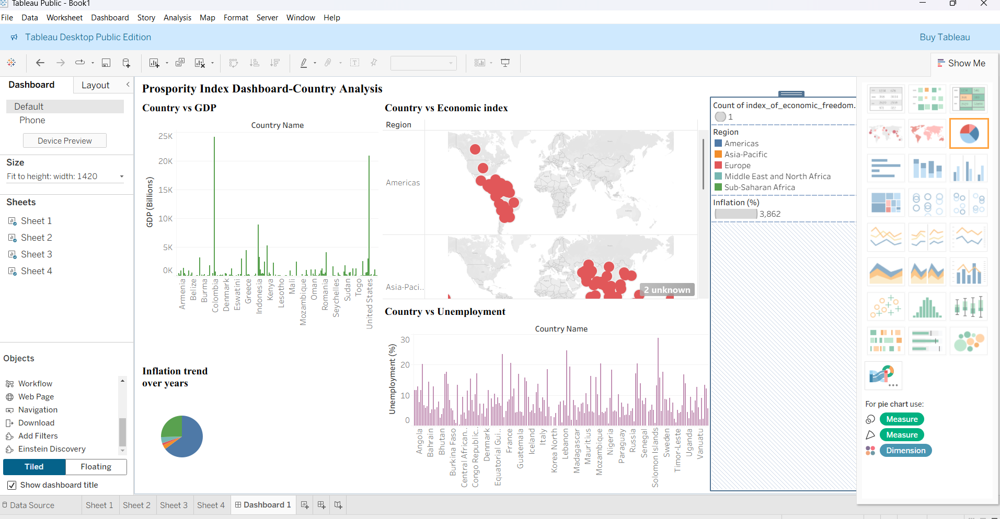 Tableau Public - Book1
File Data Worksheet Dashboard Story Analysis Map Format Server Window Help
Tableau Desktop Public Edition
Buy Tableau
Show Me
Dashboard
Layout
Default
Phone
Device Preview
Size
Fit to height: width: 1420
Sheets
Sheet 1
Sheet 2
Sheet 3
Sheet 4
Objects
Workflow
Web Page
Navigation
Download
Add Filters
Einstein Discovery
Tiled
Floating
Show dashboard title
Prospority Index Dashboard-Country Analysis
Country vs GDP
Country Name
GDP (Billions)
25K
20K
15K
10K
5K
0K
Armenia
Belize
Burma
Colombia
Denmark
Eswatini
Greece
Indonesia
Kenya
Lesotho
Mali
Mozambique
Oman
Romania
Seychelles
Sudan
Togo
United States
Inflation trend
over years
Country vs Economic index
Region
Americas
Asia-Paci..
2 unknown
Country vs Unemployment
Country Name
Unemployment (%)
30
20
10
0
Angola
Bahrain
Bhutan
Burkina Faso
Central African..
Congo Republic..
Denmark
Equatorial Gui..
France
Guatemala
Iceland
Italy
Korea North
Lebanon
Madagascar
Mauritius
Mozambique
Nigeria
Paraguay
Russia
Senegal
Solomon Islands
Sweden
Timor-Leste
Uganda
Vanuatu
Count of index_of_economic_freedom.
1
Region
Americas
Asia-Pacific
Europe
Middle East and North Africa
Sub-Saharan Africa
Inflation (%)
3,862
For pie chart use:
Measure
Measure
Dimension
Data Source
Sheet 1
Sheet 2
Sheet 3
Sheet 4
Dashboard 1